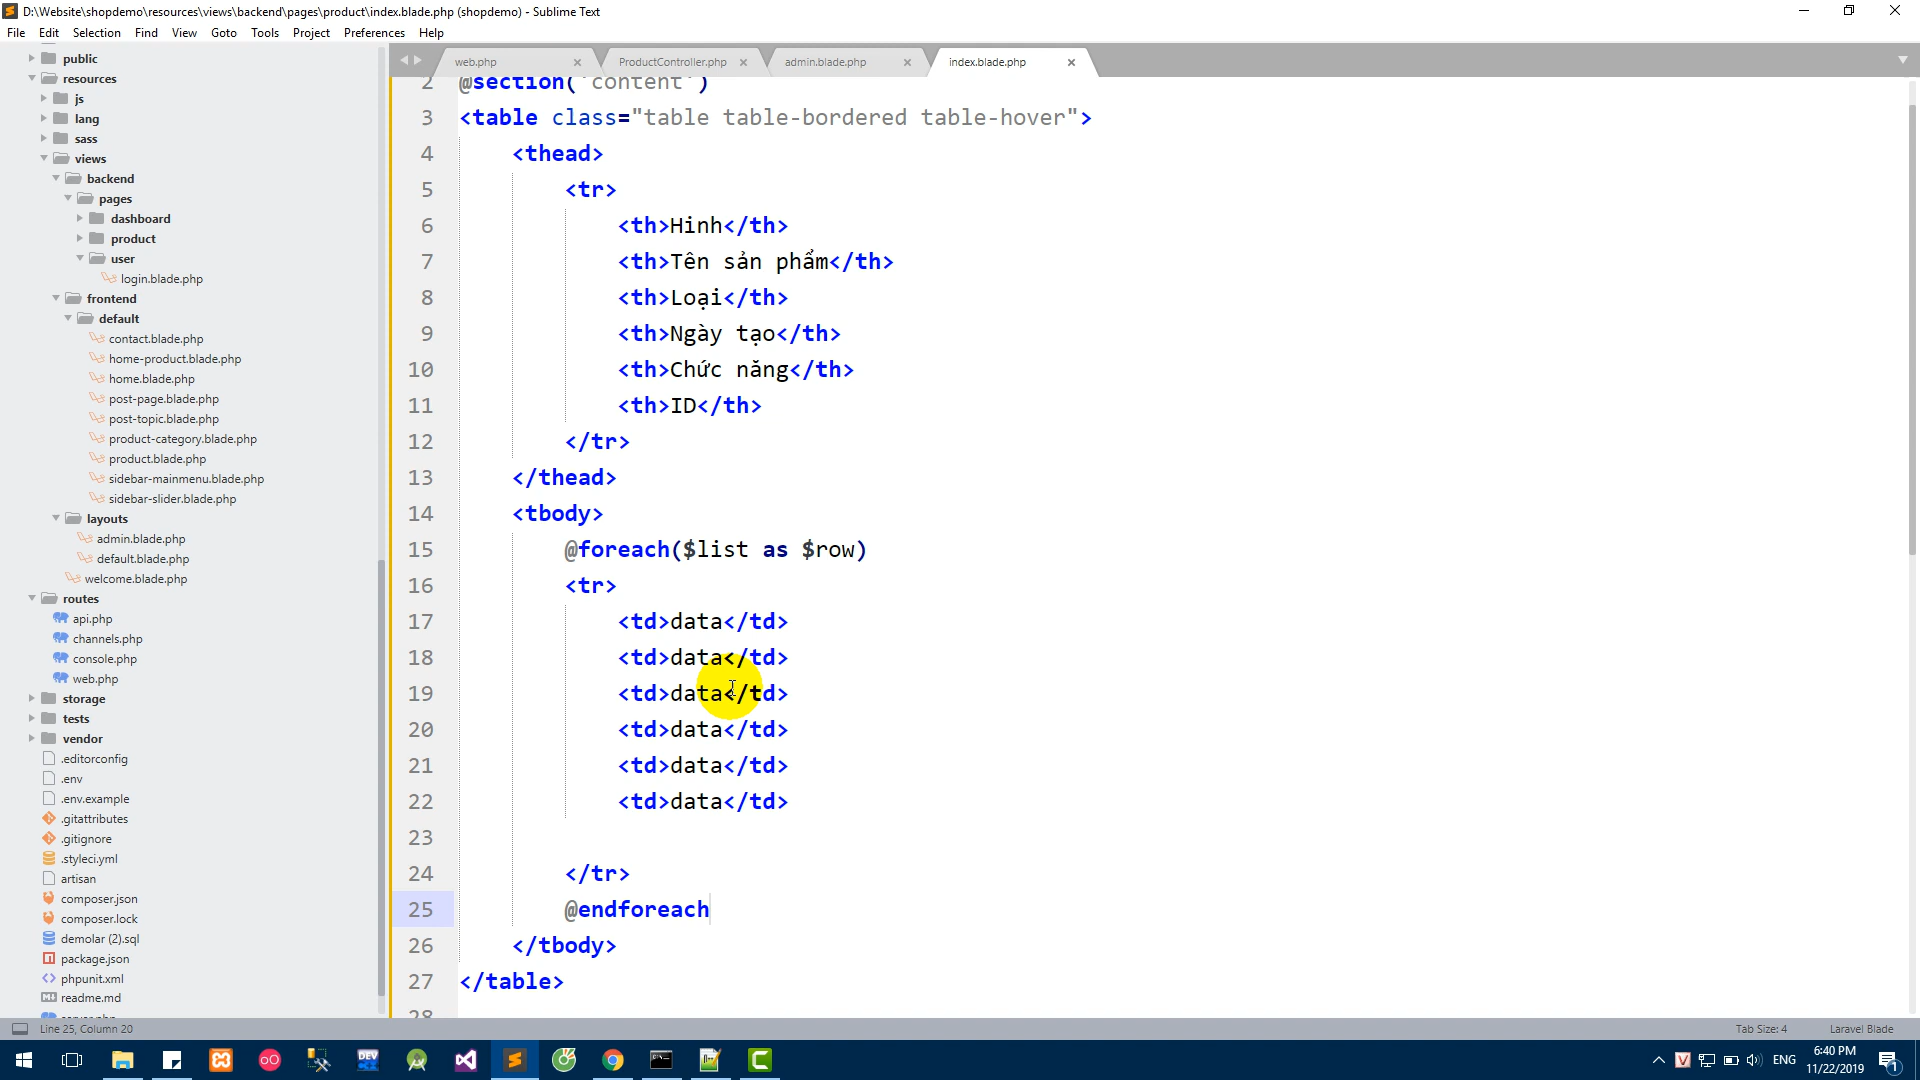 D:\Website\shopdemo\resources\views\backend\pages\product\index.blade.php (shopdemo) - Sublime Text
File Edit Selection Find View Goto Tools Project Preferences Help
public
resources
js
lang
sass
views
backend
pages
dashboard
product
user
login.blade.php
frontend
default
contact.blade.php
home-product.blade.php
home.blade.php
post-page.blade.php
post-topic.blade.php
product-category.blade.php
product.blade.php
sidebar-mainmenu.blade.php
sidebar-slider.blade.php
layouts
admin.blade.php
default.blade.php
welcome.blade.php
routes
api.php
channels.php
console.php
web.php
storage
tests
vendor
.editorconfig
.env
.env.example
.gitattributes
.gitignore
.styleci.yml
artisan
composer.json
composer.lock
demolar (2).sql
package.json
phpunit.xml
readme.md
server.php
web.php ProductController.php admin.blade.php index.blade.php
2 @section('content')
3 <table class="table table-bordered table-hover">
4 <thead>
5 <tr>
6 <th>Hinh</th>
7 <th>Tên sản phẩm</th>
8 <th>Loại</th>
9 <th>Ngày tạo</th>
10 <th>Chức năng</th>
11 <th>ID</th>
12 </tr>
13 </thead>
14 <tbody>
15 @foreach($list as $row)
16 <tr>
17 <td>data</td>
18 <td>data</td>
19 <td>data</td>
20 <td>data</td>
21 <td>data</td>
22 <td>data</td>
23
24 </tr>
25 @endforeach
26 </tbody>
27 </table>
28
Line 25, Column 20 Tab Size: 4 Laravel Blade
DEV
ENG
6:40 PM
11/22/2019
1